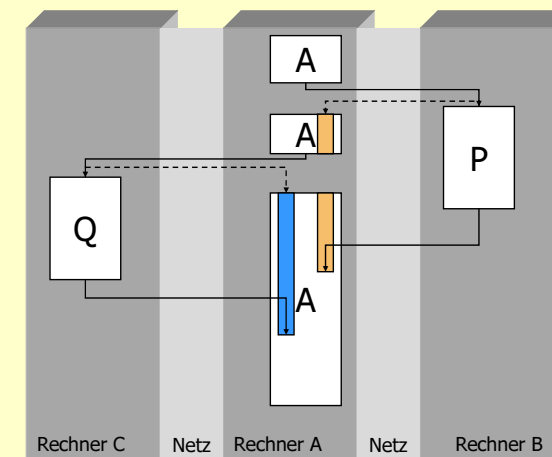 A
A
P
Q
A
Rechner C
Netz
Rechner A
Netz
Rechner B